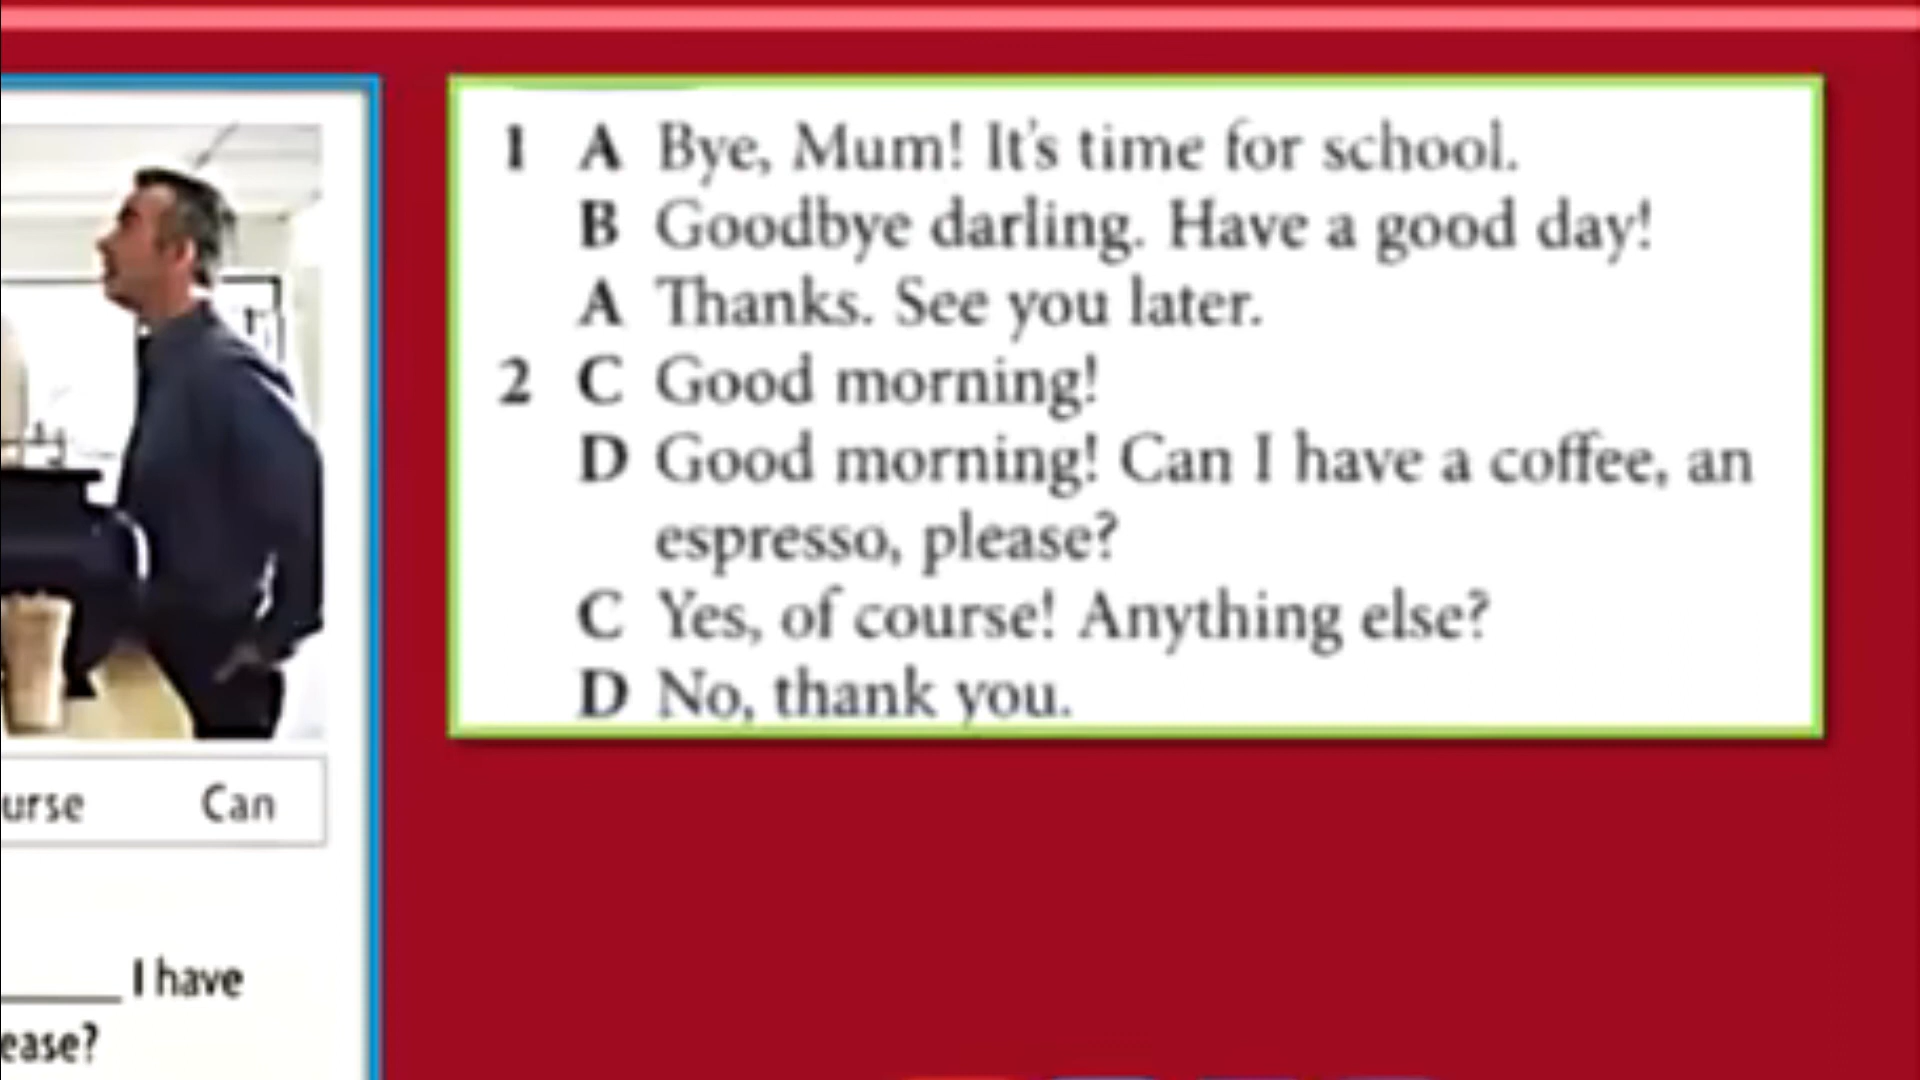 1 A Bye, Mum! It's time for school.
B Goodbye darling. Have a good day!
A Thanks. See you later.
2 C Good morning!
D Good morning! Can I have a coffee, an
espresso, please?
C Yes, of course! Anything else?
D No, thank you.
urse Can
I have
ease?